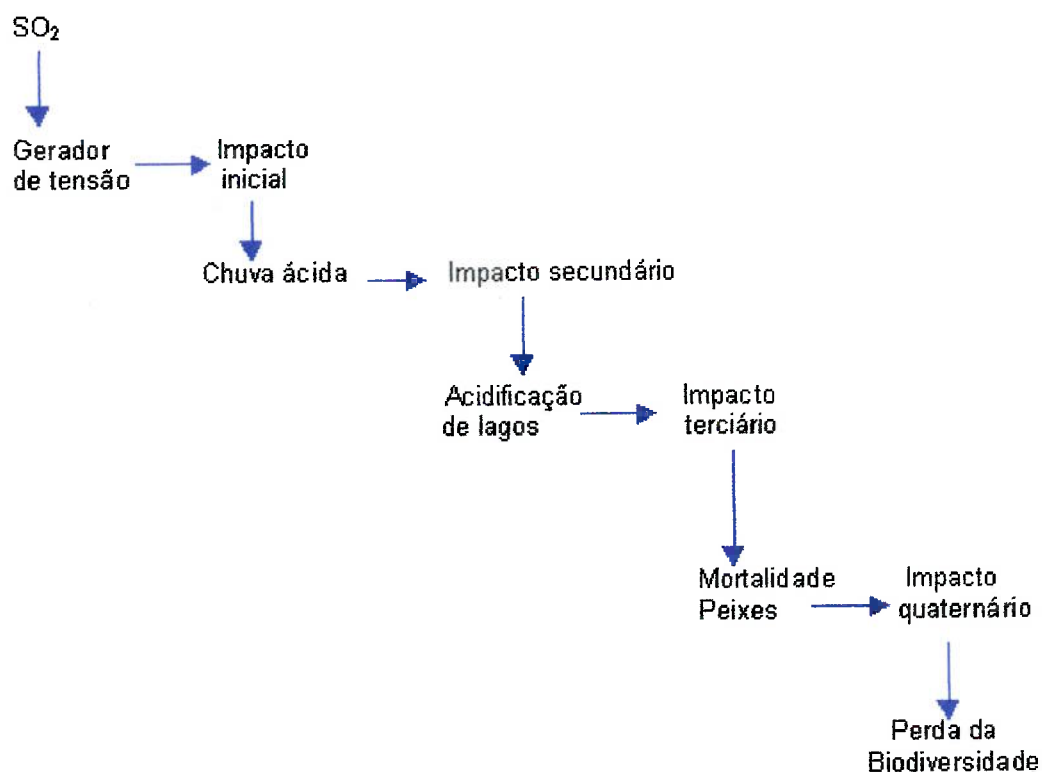 SO₂
Gerador
de tensão
Impacto
inicial
Chuva ácida
Impacto secundário
Acidificação
de lagos
Impacto
terciário
Mortalidade
Peixes
Impacto
quaternário
Perda da
Biodiversidade